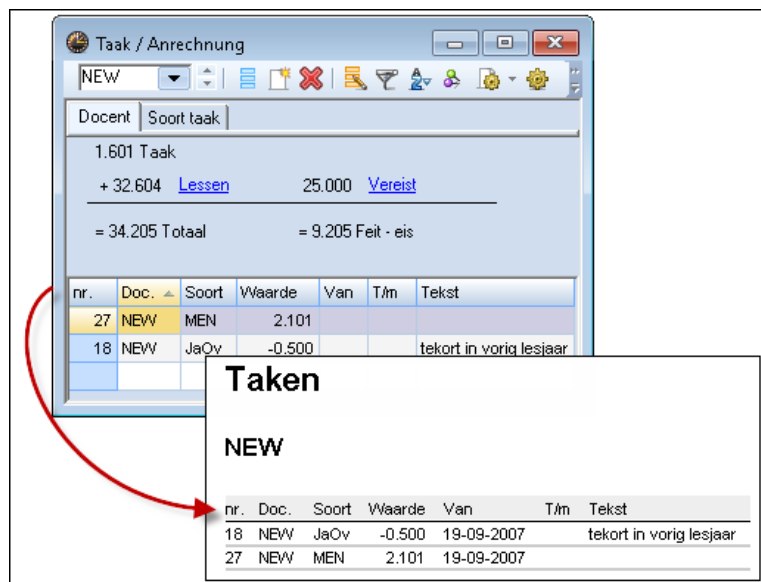 Taak / Anrechnung
NEW
Docent Soort taak
1.601 Taak
+ 32.604 Lessen 25.000 Vereist
= 34.205 Totaal = 9.205 Feit - eis
nr. Doc. Soort Waarde Van T/m Tekst
27 NEW MEN 2.101
18 NEW JaOv -0.500 tekort in vorig lesjaar
Taken
NEW
nr. Doc. Soort Waarde Van T/m Tekst
18 NEW JaOv -0.500 19-09-2007 tekort in vorig lesjaar
27 NEW MEN 2.101 19-09-2007